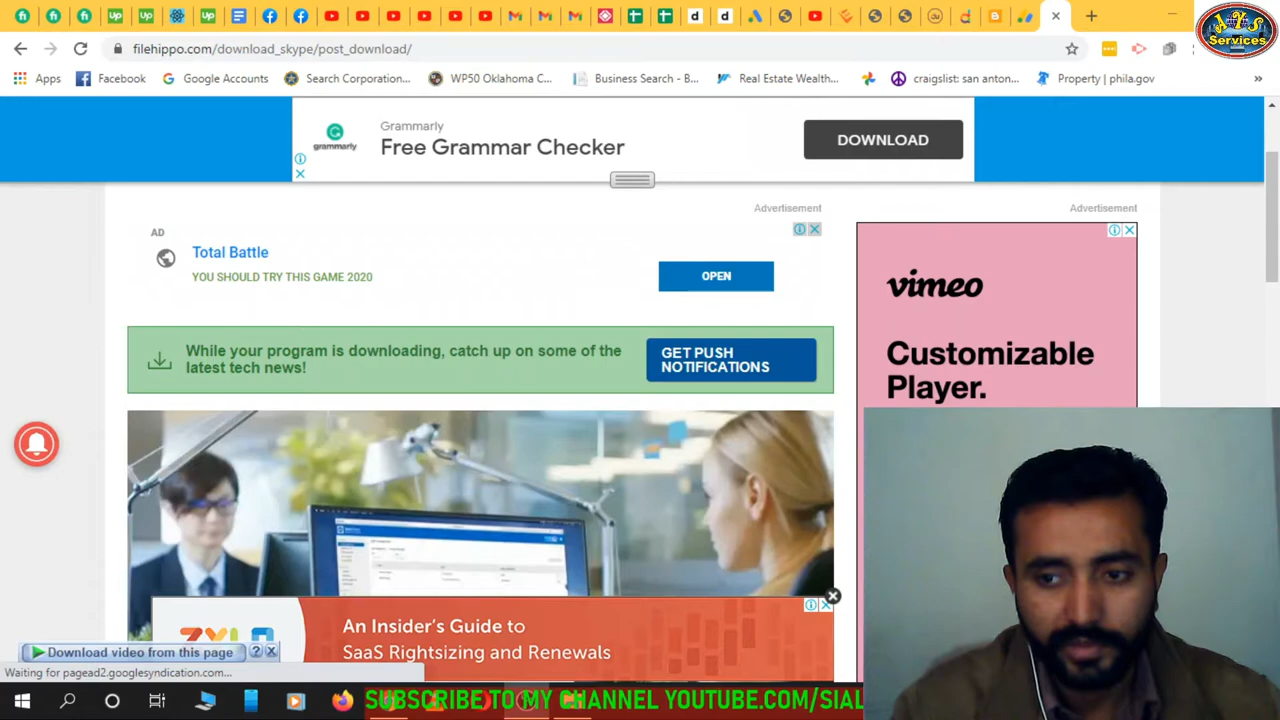 filehippo.com/download_skype/post_download/
AYS
Services
Apps
Facebook
Google Accounts
Search Corporation...
WP50 Oklahoma C...
Business Search - B...
Real Estate Wealth...
craigslist: san anton...
Property | phila.gov
»
Grammarly
Free Grammar Checker
grammarly
DOWNLOAD
Advertisement
Advertisement
AD
Total Battle
YOU SHOULD TRY THIS GAME 2020
OPEN
vimeo
Customizable
Player.
While your program is downloading, catch up on some of the
latest tech news!
GET PUSH
NOTIFICATIONS
An Insider's Guide to
SaaS Rightsizing and Renewals
Download video from this page
Waiting for pagead2.googlesyndication.com...
SUBSCRIBE TO MY CHANNEL YOUTUBE.COM/SIAL